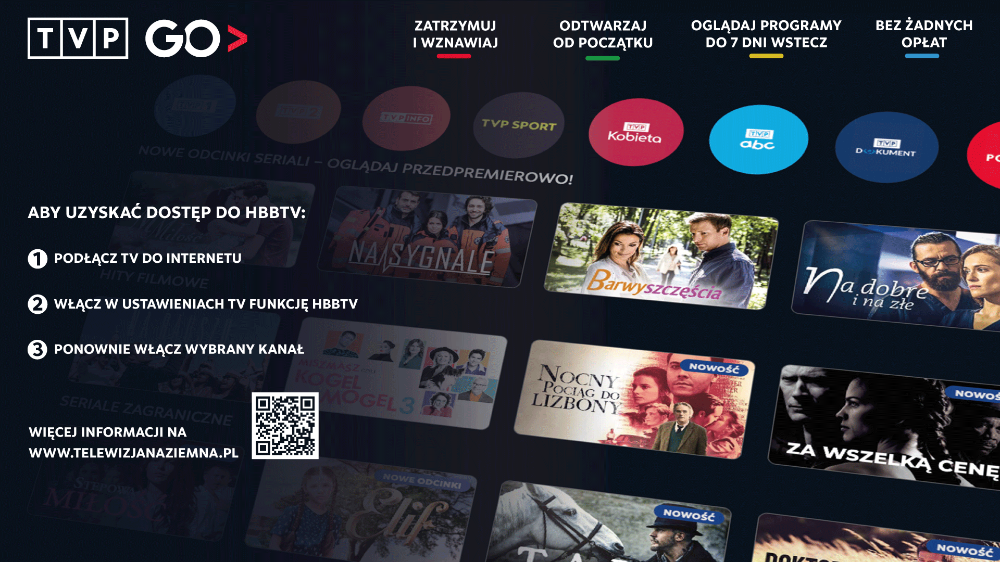 TVP GO>
ZATRZYMUJ
I WZNAWIAJ
ODTWARZAJ
OD POCZĄTKU
OGLĄDAJ PROGRAMY
DO 7 DNI WSTECZ
BEZ ŻADNYCH
OPŁAT
TVP 1
TVP 2
TVP INFO
TVP SPORT
TVP
Kobieta
TVP
abc
TVP
DOKUMENT
NOWE ODCINKI SERIALI – OGLĄDAJ PRZEDPREMIEROWO!
NA SYGNALE
Barwy szczęścia
Na dobre
i na złe
ABY UZYSKAĆ DOSTĘP DO HBBTV:
1 PODŁĄCZ TV DO INTERNETU
HITY FILMOWE
2 WŁĄCZ W USTAWIENIACH TV FUNKCJĘ HBBTV
3 PONOWNIE WŁĄCZ WYBRANY KANAŁ
MISZMASZ CZYLI
KOGEL
MOGEL 3
NOWOŚĆ
NOCNY
POCIĄG DO
LIZBONY
ZA WSZELKĄ CENĘ
SERIALE ZAGRANICZNE
WIĘCEJ INFORMACJI NA
WWW.TELEWIZJANAZIEMNA.PL
STEPOWA
MIŁOŚĆ
NOWE ODCINKI
Elif
NOWOŚĆ
NOWOŚĆ